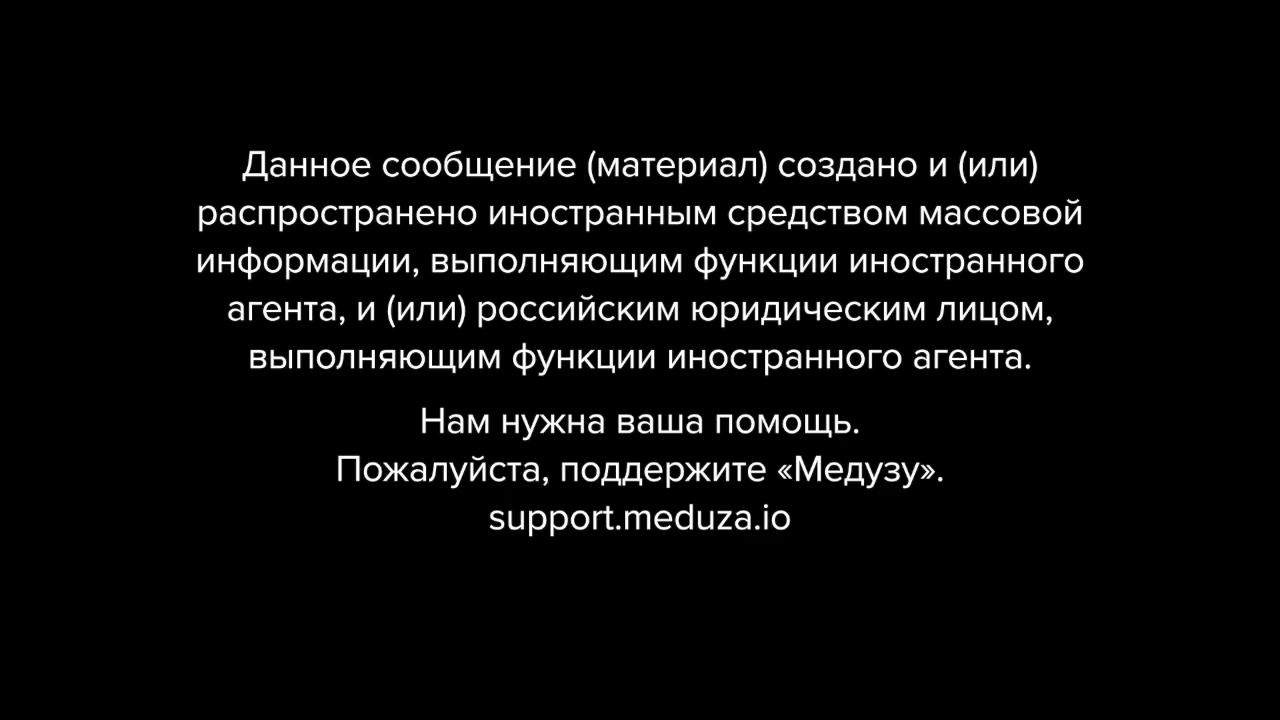 Данное сообщение (материал) создано и (или)
распространено иностранным средством массовой
информации, выполняющим функции иностранного
агента, и (или) российским юридическим лицом,
выполняющим функции иностранного агента.
Нам нужна ваша помощь.
Пожалуйста, поддержите «Медузу».
support.meduza.io